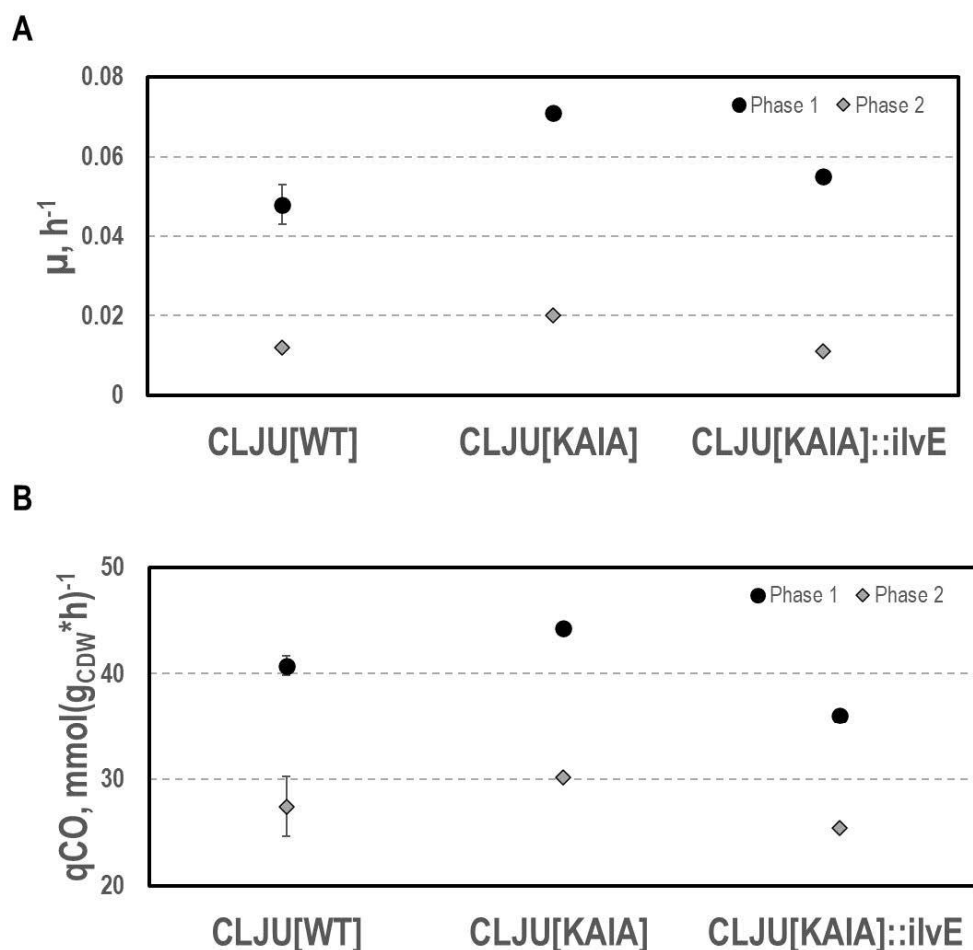 A
0.08
Phase 1 Phase 2
0.06
0.04
0.02
0
µ, h⁻¹
CLJU[WT] CLJU[KAIA] CLJU[KAIA]::ilvE
B
50
Phase 1 Phase 2
40
30
20
qCO, mmol(g_CDW*h)⁻¹
CLJU[WT] CLJU[KAIA] CLJU[KAIA]::ilvE